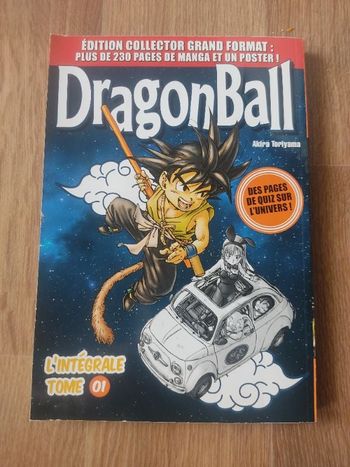 ÉDITION COLLECTOR GRAND FORMAT :
PLUS DE 230 PAGES DE MANGA ET UN POSTER !
DragonBall
Akira Toriyama
DES PAGES
DE QUIZ SUR
L'UNIVERS !
L'INTÉGRALE
TOME 01